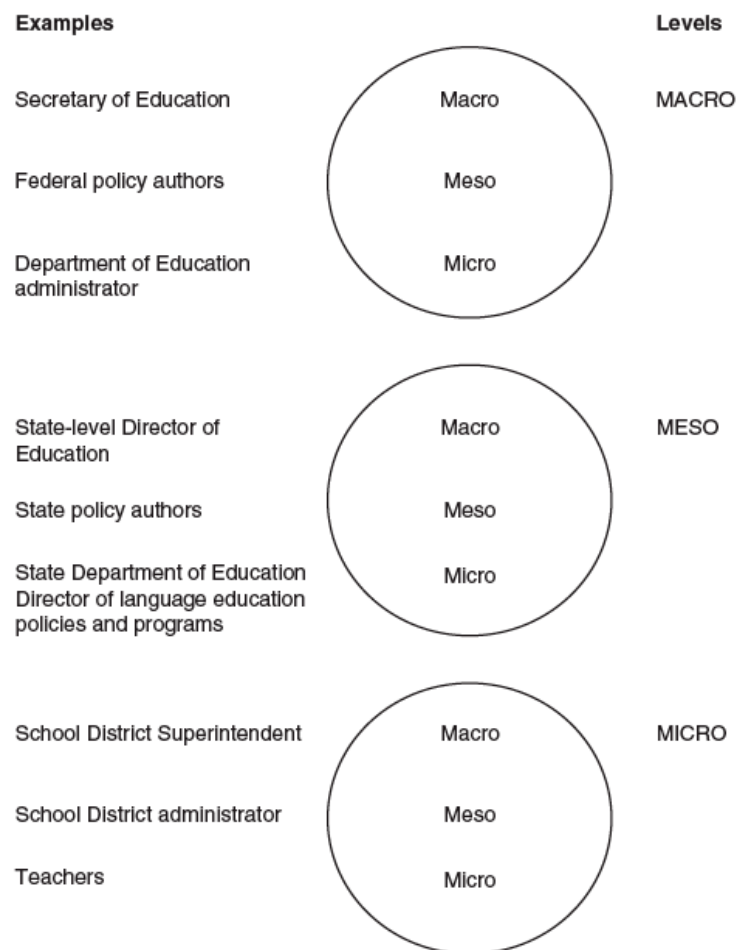 Examples Levels
Secretary of Education Macro MACRO
Federal policy authors Meso
Department of Education Micro
administrator
State-level Director of Macro MESO
Education
State policy authors Meso
State Department of Education Micro
Director of language education
policies and programs
School District Superintendent Macro MICRO
School District administrator Meso
Teachers Micro